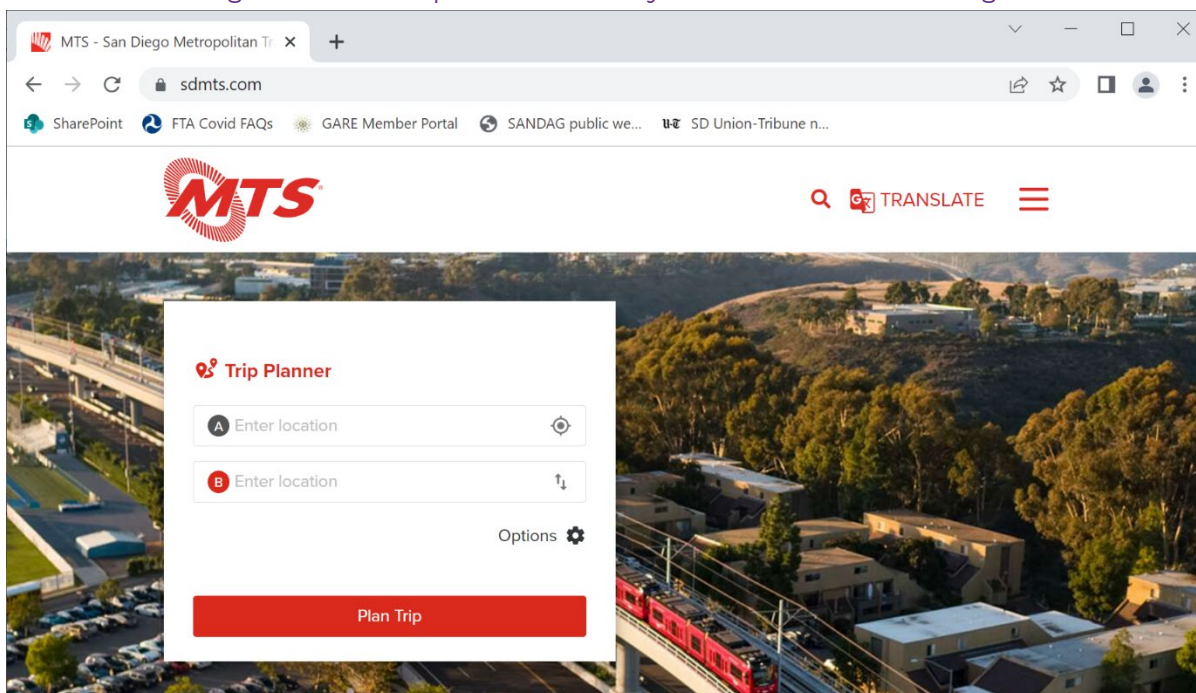 MTS - San Diego Metropolitan Tr
sdmts.com
SharePoint FTA Covid FAQs GARE Member Portal SANDAG public we... U-T SD Union-Tribune n...
MTS
TRANSLATE
Trip Planner
A Enter location
B Enter location
Options
Plan Trip